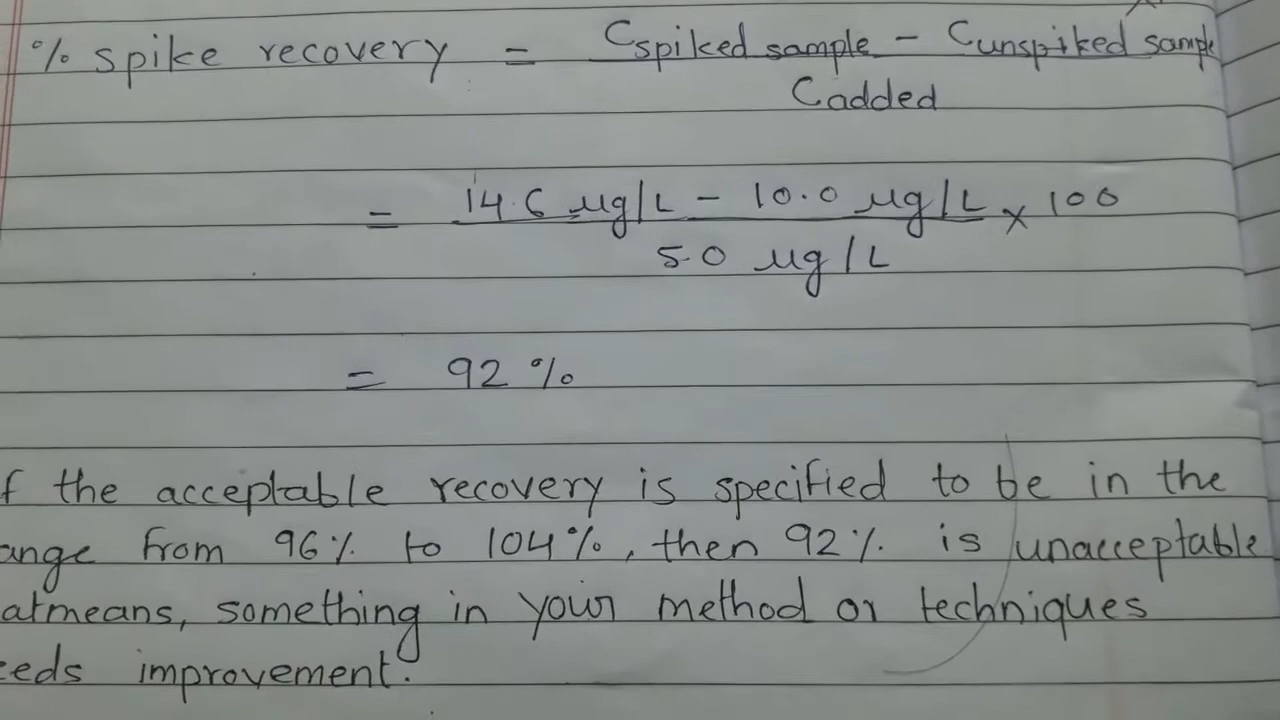 % spike recovery = Cspiked sample - Cunspiked sample
Cadded
= 14.6 µg/L - 10.0 µg/L × 100
5.0 µg/L
= 92 %
f the acceptable recovery is specified to be in the
ange from 96% to 104%, then 92% is unacceptable
atmeans, something in your method or techniques
eeds improvement.